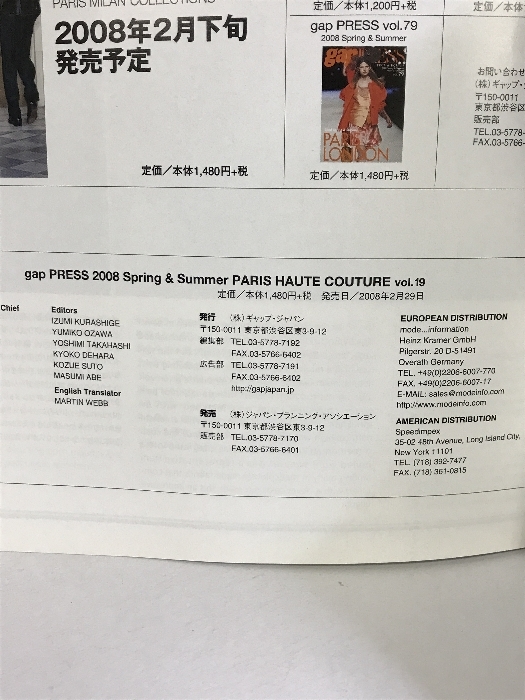 PARIS MILAN COLLECTIONS
2008年2月下旬
発売予定
定価／本体1,480円+税
定価／本体1,200円+税
gap PRESS vol.79
2008 Spring & Summer
gap
PARIS
LONDON
定価／本体1,480円+税
定価／本体
お問い合わせ
(株)ギャップ・
〒150-0011
東京都渋谷区
販売部
TEL.03-5778-
FAX.03-5766-
gap PRESS 2008 Spring & Summer PARIS HAUTE COUTURE vol.19
定価／本体1,480円+税　発売日／2008年2月29日
Chief
Editors
IZUMI KURASHIGE
YUMIKO OZAWA
YOSHIMI TAKAHASHI
KYOKO DEHARA
KOZUE SUTO
MASUMI ABE
English Translator
MARTIN WEBB
発行　(株)ギャップ・ジャパン
〒150-0011 東京都渋谷区東3-9-12
編集部　TEL.03-5778-7192
FAX.03-5766-6402
広告部　TEL.03-5778-7191
FAX.03-5766-6402
http://gapjapan.jp
発売　(株)ジャパン・プランニング・アソシエーション
〒150-0011 東京都渋谷区東3-9-12
販売部　TEL.03-5778-7170
FAX.03-5766-6401
EUROPEAN DISTRIBUTION
mode...information
Heinz Kramer GmbH
Pilgerstr. 20 D-51491
Overath Germany
TEL. +49(0)2206-6007-770
FAX. +49(0)2206-6007-17
E-MAIL: sales@modeinfo.com
http://www.modeinfo.com
AMERICAN DISTRIBUTION
Speedimpex
35-02 48th Avenue, Long Island City,
New York 11101
TEL. (718) 392-7477
FAX. (718) 361-0815